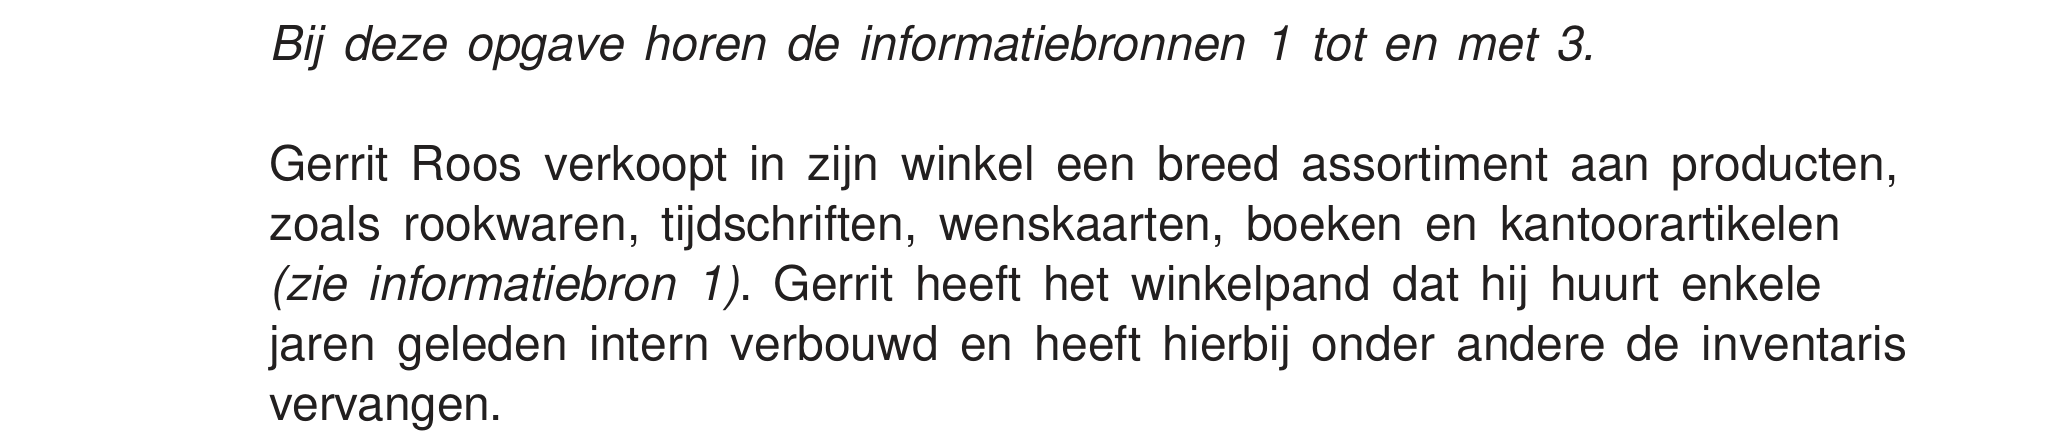 Bij deze opgave horen de informatiebronnen 1 tot en met 3.
Gerrit Roos verkoopt in zijn winkel een breed assortiment aan producten,
zoals rookwaren, tijdschriften, wenskaarten, boeken en kantoorartikelen
(zie informatiebron 1). Gerrit heeft het winkelpand dat hij huurt enkele
jaren geleden intern verbouwd en heeft hierbij onder andere de inventaris
vervangen.